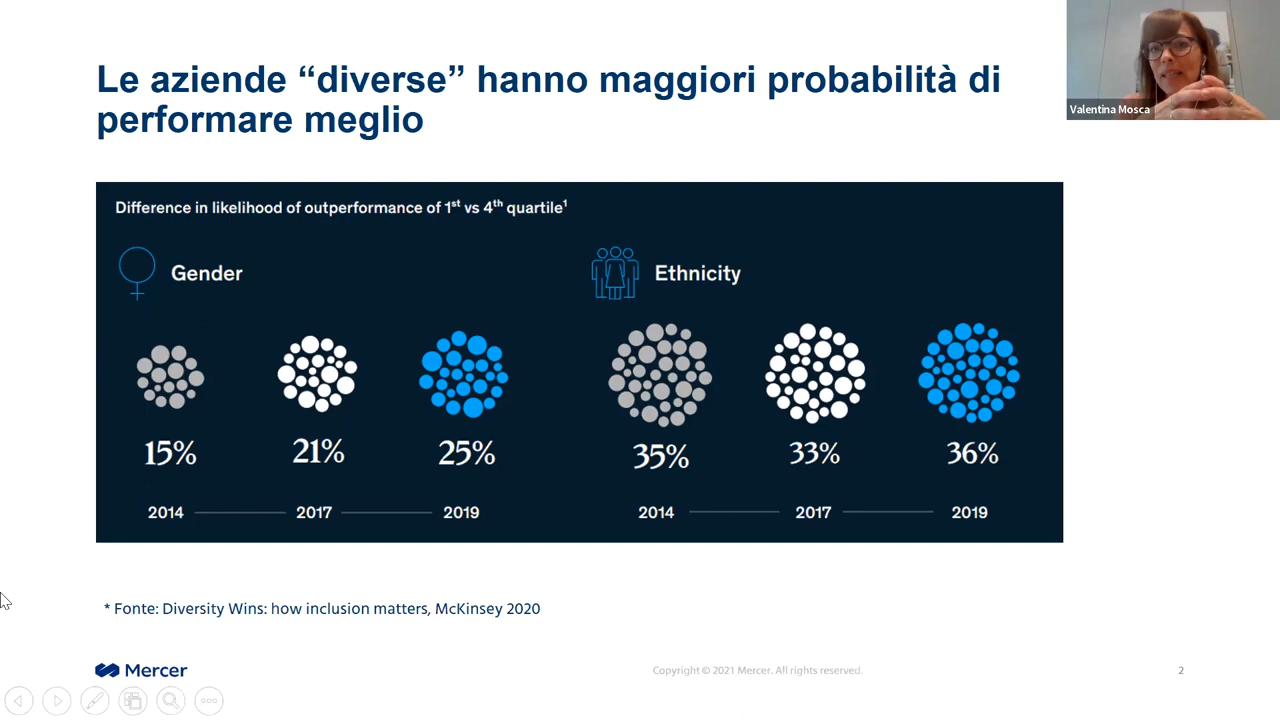 Le aziende “diverse” hanno maggiori probabilità di
performare meglio
Valentina Mosca
Difference in likelihood of outperformance of 1st vs 4th quartile1
Gender
Ethnicity
15%
21%
25%
35%
33%
36%
2014
2017
2019
2014
2017
2019
* Fonte: Diversity Wins: how inclusion matters, McKinsey 2020
Mercer
Copyright © 2021 Mercer. All rights reserved.
2